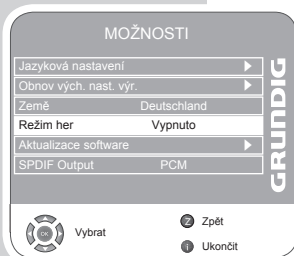 MOŽNOSTI
Jazyková nastavení
Obnov vých. nast. výr.
Země Deutschland
Režim her Vypnuto
Aktualizace software
SPDIF Output PCM
GRUNDIG
OK
Vybrat
Z Zpět
i Ukončit